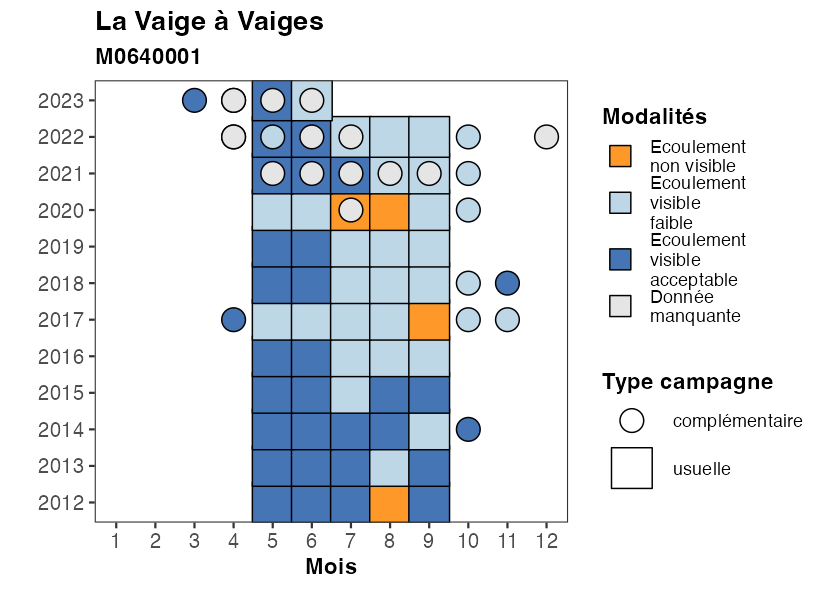 La Vaige à Vaiges
M0640001
2023
2022
2021
2020
2019
2018
2017
2016
2015
2014
2013
2012
1 2 3 4 5 6 7 8 9 10 11 12
Mois
Modalités
Ecoulement
non visible
Ecoulement
visible
faible
Ecoulement
visible
acceptable
Donnée
manquante
Type campagne
complémentaire
usuelle